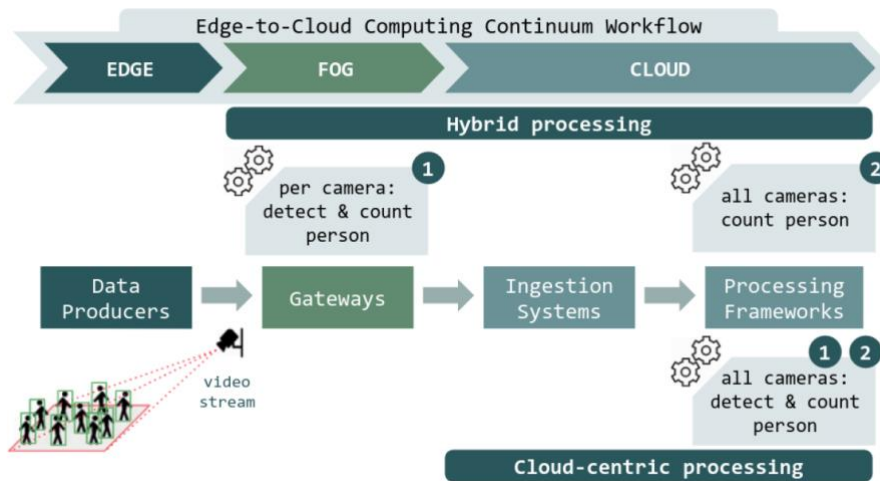 Edge-to-Cloud Computing Continuum Workflow
EDGE
FOG
CLOUD
Hybrid processing
1
per camera:
detect & count
person
2
all cameras:
count person
Data
Producers
Gateways
Ingestion
Systems
Processing
Frameworks
video
stream
1 2
all cameras:
detect & count
person
Cloud-centric processing